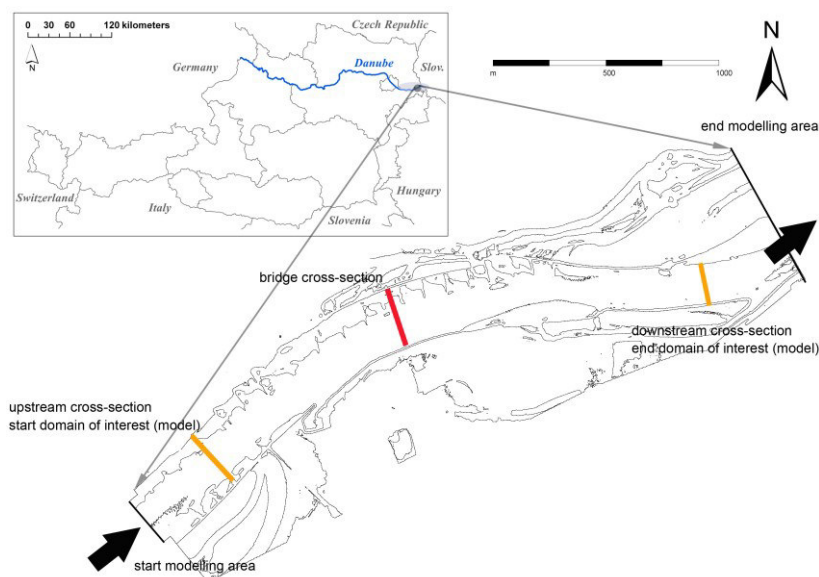 0 30 60 120 kilometers
N
Czech Republic
Germany
Danube
Slov.
Switzerland
Italy
Hungary
Slovenia
m 500 1000
N
end modelling area
bridge cross-section
downstream cross-section
end domain of interest (model)
upstream cross-section
start domain of interest (model)
start modelling area